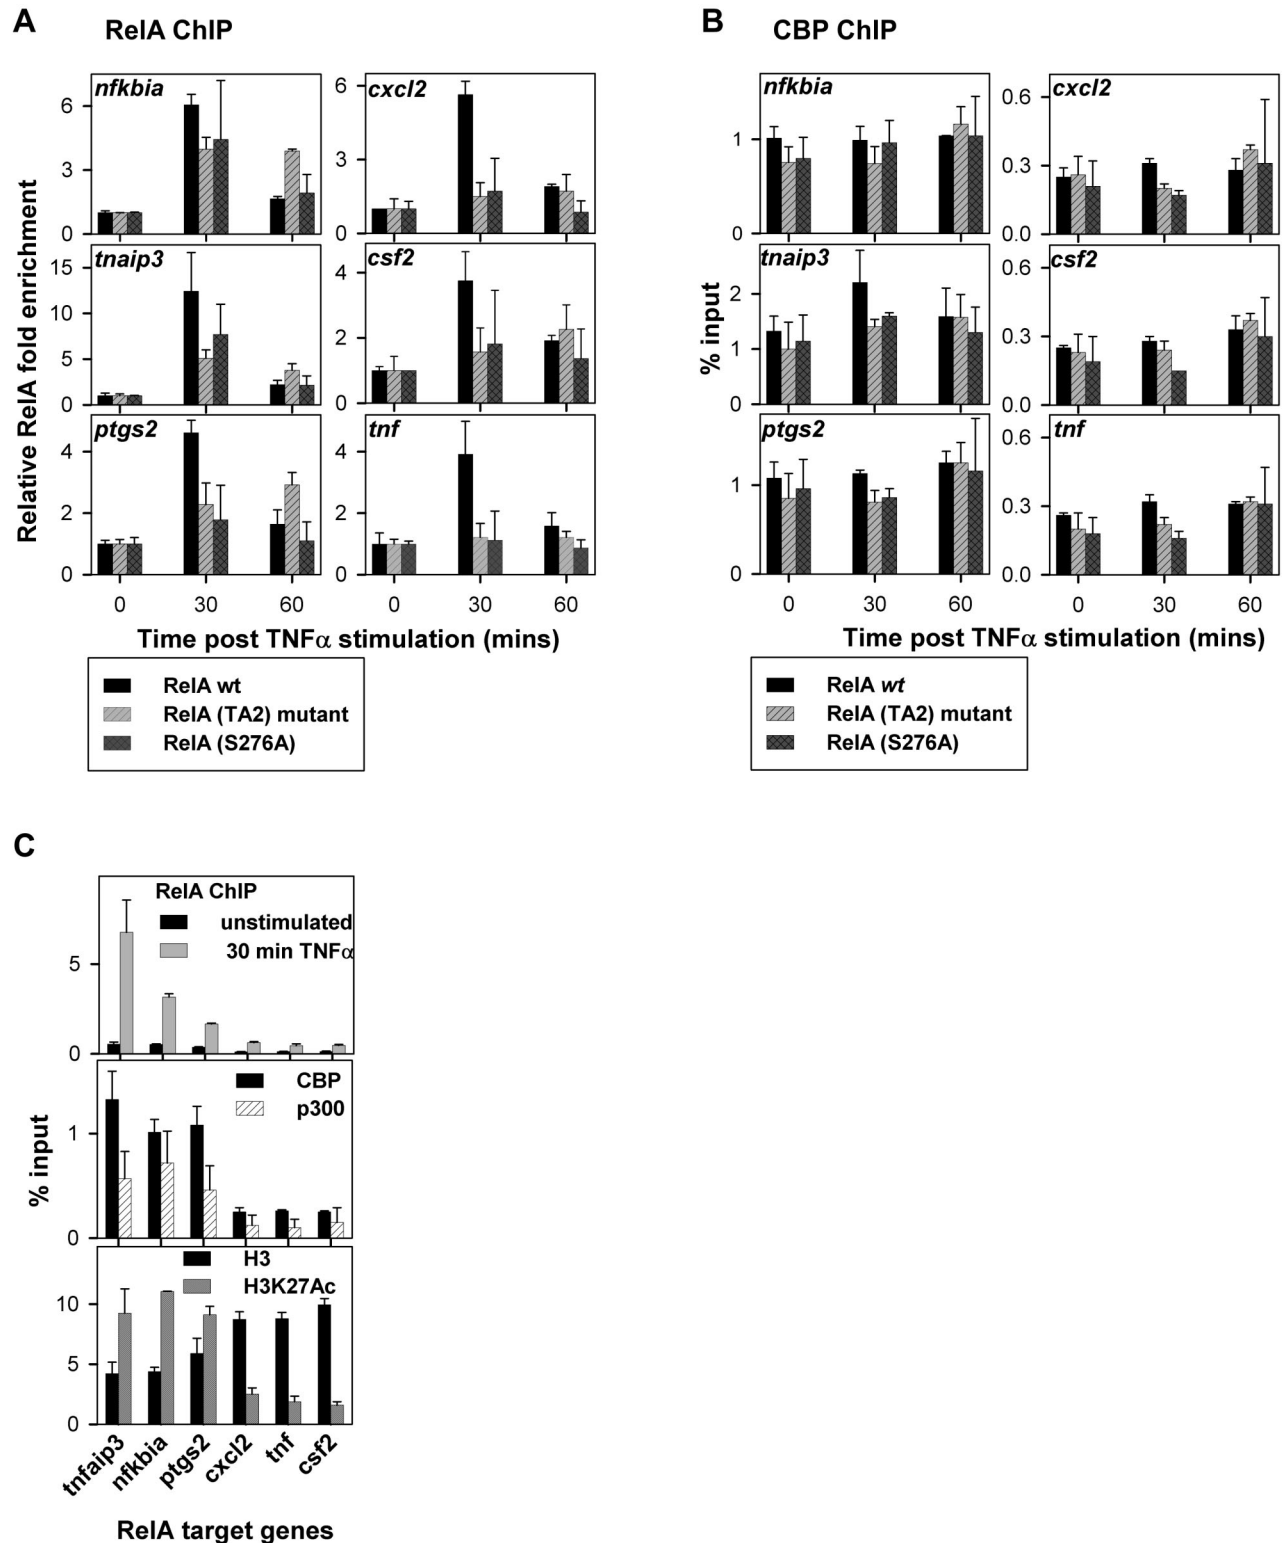 A RelA ChIP
nfkbia
6
3
0
cxcl2
6
3
0
tnaip3
15
10
5
0
csf2
4
2
0
ptgs2
4
2
0
tnf
4
2
0
Relative RelA fold enrichment
0 30 60 0 30 60
Time post TNFα stimulation (mins)
RelA wt
RelA (TA2) mutant
RelA (S276A)
B CBP ChIP
nfkbia
1
0
cxcl2
0.6
0.3
0.0
tnaip3
2
1
0
csf2
0.6
0.3
0.0
ptgs2
1
0
tnf
0.6
0.3
0.0
% input
0 30 60 0 30 60
Time post TNFα stimulation (mins)
RelA wt
RelA (TA2) mutant
RelA (S276A)
C
RelA ChIP
unstimulated
30 min TNFα
5
0
CBP
p300
1
0
H3
H3K27Ac
10
5
0
% input
tnfaip3 nfkbia ptgs2 cxcl2 tnf csf2
RelA target genes